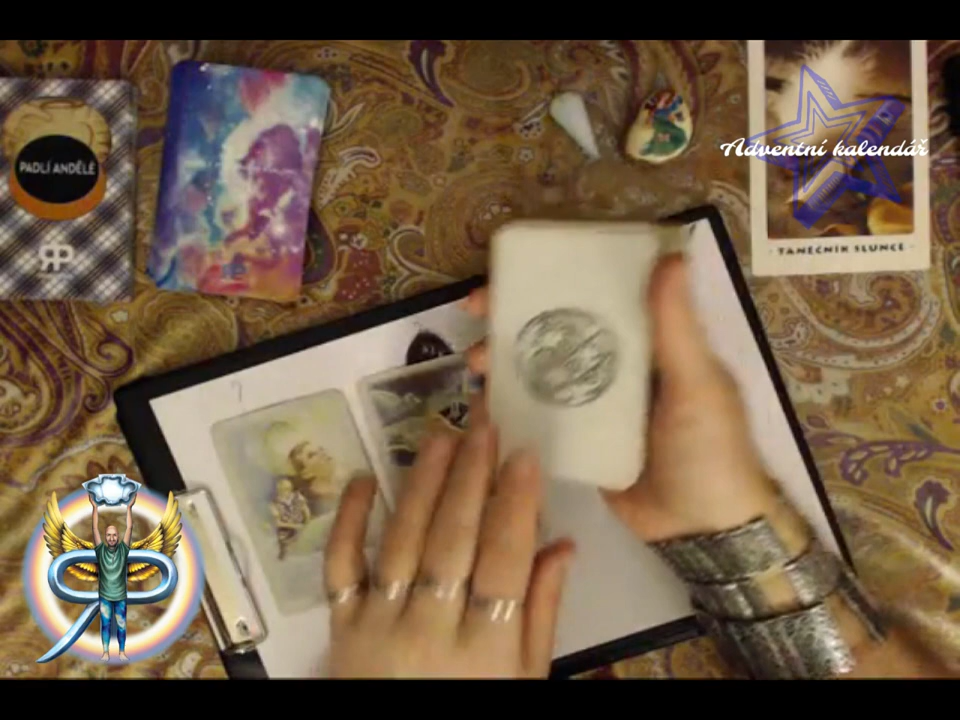 PADLÍ ANDĚLÉ
Adventní kalendář
· TANEČNÍK SLUNCE ·